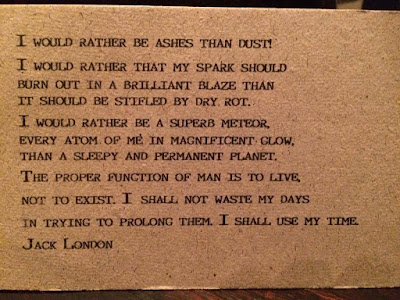 I WOULD RATHER BE ASHES THAN DUST!
I WOULD RATHER THAT MY SPARK SHOULD
BURN OUT IN A BRILLIANT BLAZE THAN
IT SHOULD BE STIFLED BY DRY ROT.
I WOULD RATHER BE A SUPERB METEOR,
EVERY ATOM OF ME IN MAGNIFICENT GLOW,
THAN A SLEEPY AND PERMANENT PLANET.
THE PROPER FUNCTION OF MAN IS TO LIVE,
NOT TO EXIST. I SHALL NOT WASTE MY DAYS
IN TRYING TO PROLONG THEM. I SHALL USE MY TIME.
JACK LONDON